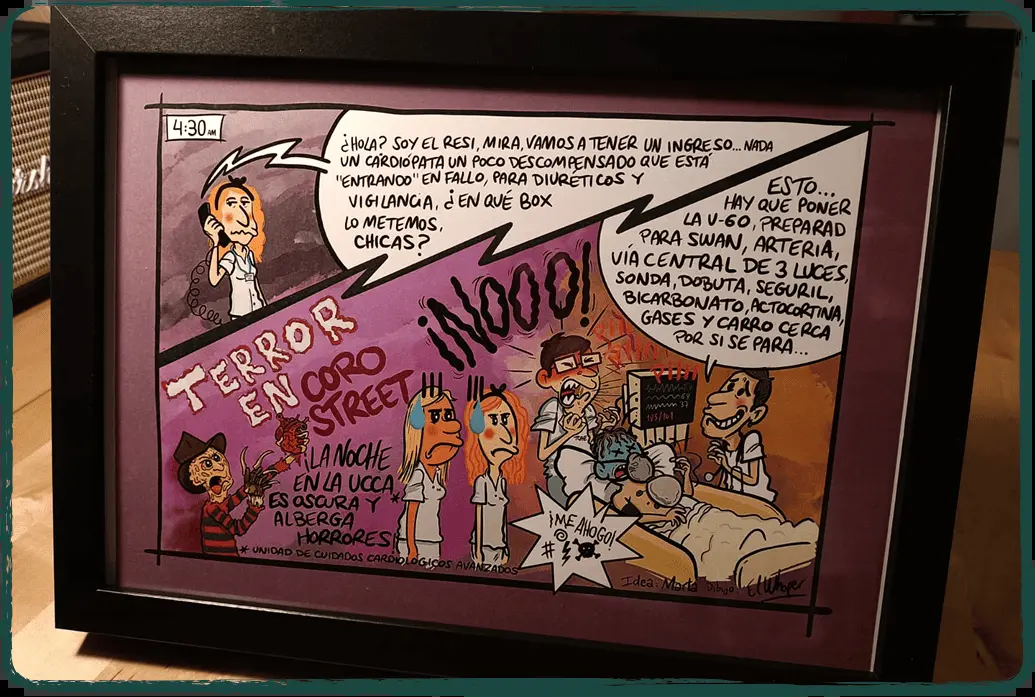 4:30 AM
¿HOLA? SOY EL RESI, MIRA, VAMOS A TENER UN INGRESO... NADA
UN CARDIÓPATA UN POCO DESCOMPENSADO QUE ESTÁ
"ENTRANDO" EN FALLO, PARA DIURÉTICOS Y
VIGILANCIA, ¿EN QUÉ BOX
LO METEMOS,
CHICAS?
ESTO...
HAY QUE PONER
LA U-60, PREPARAD
PARA SWAN, ARTERIA,
VÍA CENTRAL DE 3 LUCES,
SONDA, DOBUTA, SEGURIL,
BICARBONATO, ACTOCORTINA,
GASES Y CARRO CERCA
POR SI SE PARA...
¡NOOO!
TERROR
EN CORO
STREET
¡LA NOCHE
EN LA UCCA *
ES OSCURA Y
ALBERGA
HORRORES!
* UNIDAD DE CUIDADOS CARDIOLÓGICOS AVANZADOS
¡ME AHOGO!
#
Idea: Marta Dibujo: El Wuoper